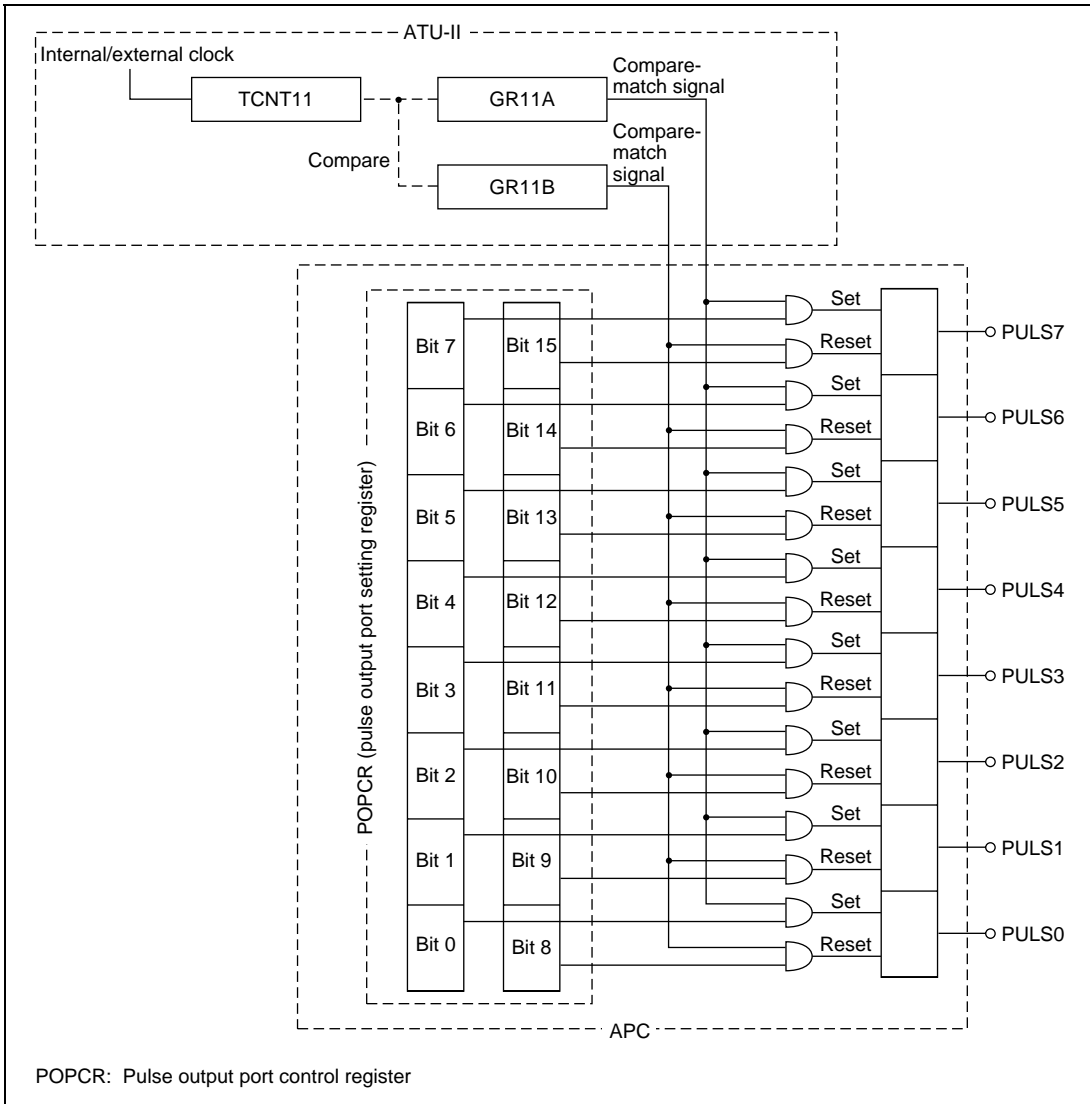 ATU-II
Internal/external clock
TCNT11
GR11A
Compare-
match signal
Compare
GR11B
Compare-
match
signal
POPCR (pulse output port setting register)
Bit 7
Bit 15
Set
Reset
PULS7
Bit 6
Bit 14
Set
Reset
PULS6
Bit 5
Bit 13
Set
Reset
PULS5
Bit 4
Bit 12
Set
Reset
PULS4
Bit 3
Bit 11
Set
Reset
PULS3
Bit 2
Bit 10
Set
Reset
PULS2
Bit 1
Bit 9
Set
Reset
PULS1
Bit 0
Bit 8
Set
Reset
PULS0
APC
POPCR: Pulse output port control register